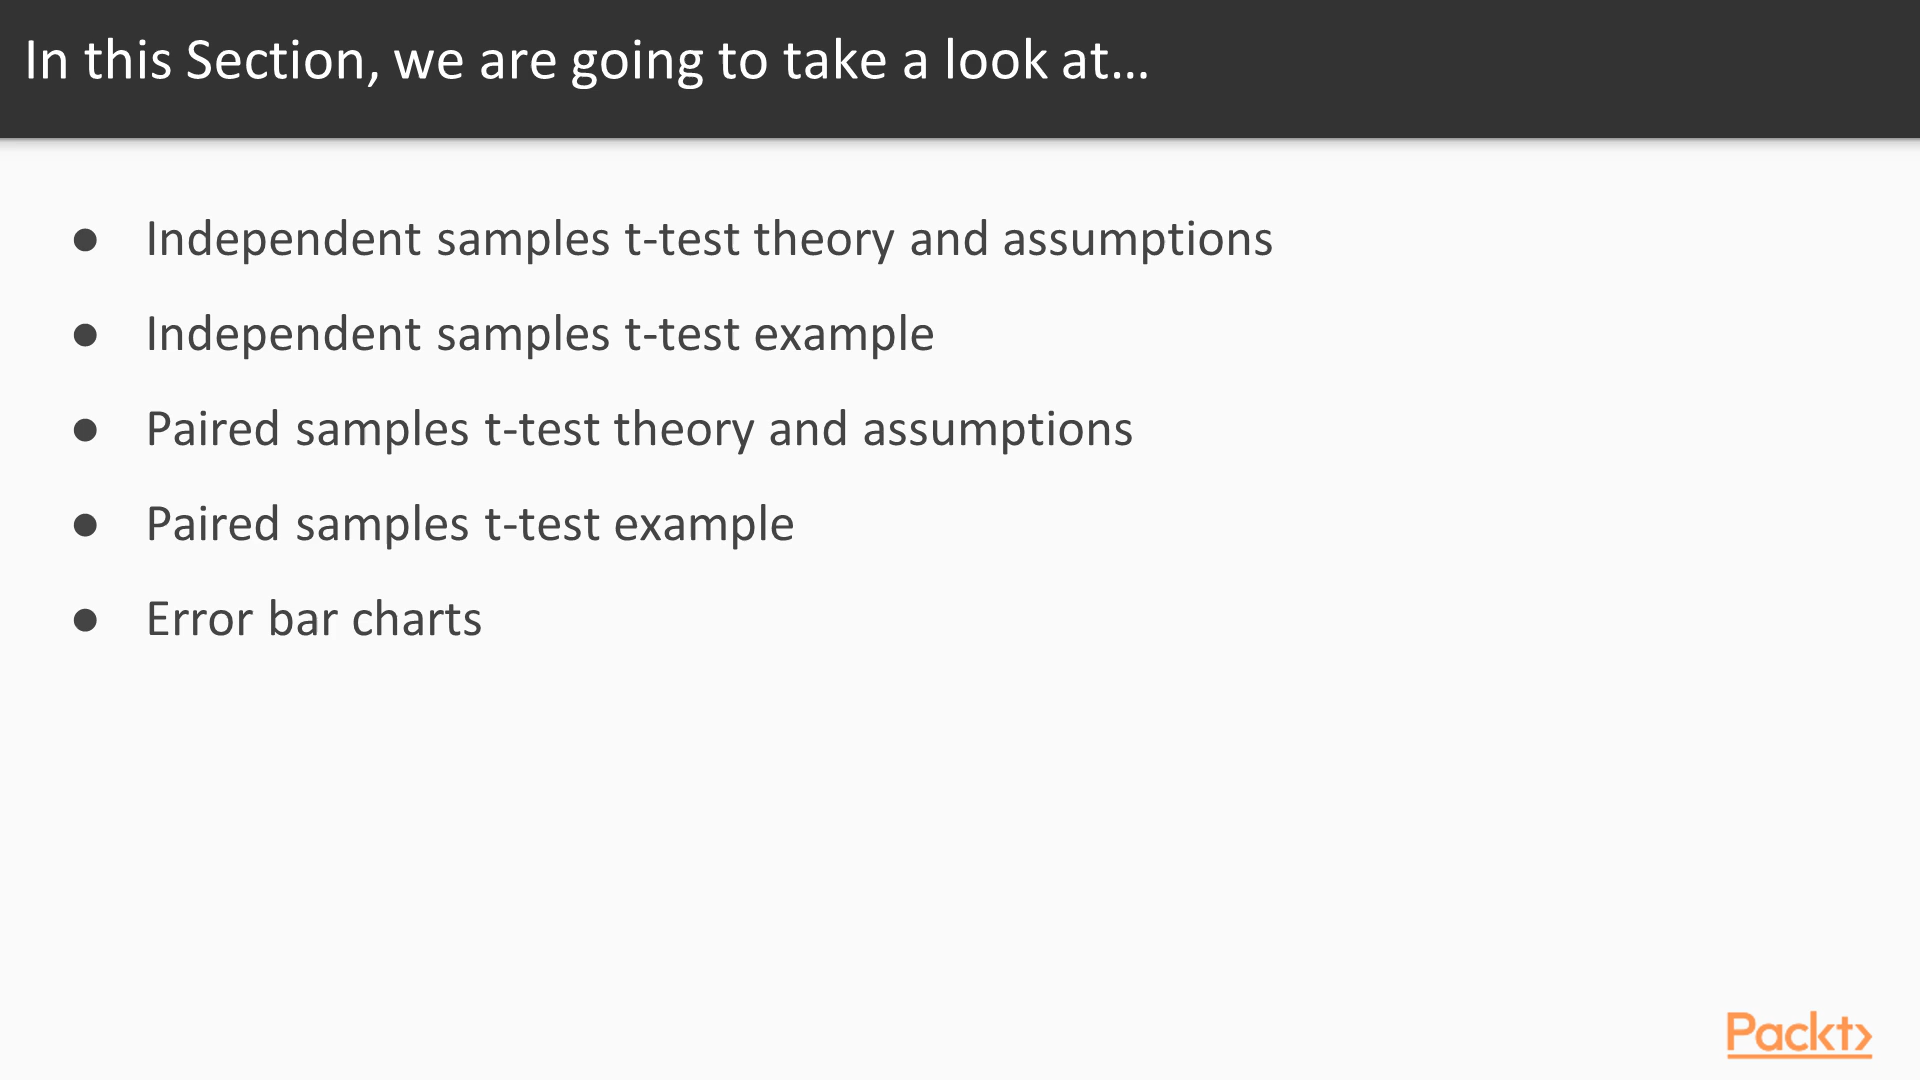 In this Section, we are going to take a look at…
● Independent samples t-test theory and assumptions
● Independent samples t-test example
● Paired samples t-test theory and assumptions
● Paired samples t-test example
● Error bar charts
Packt>